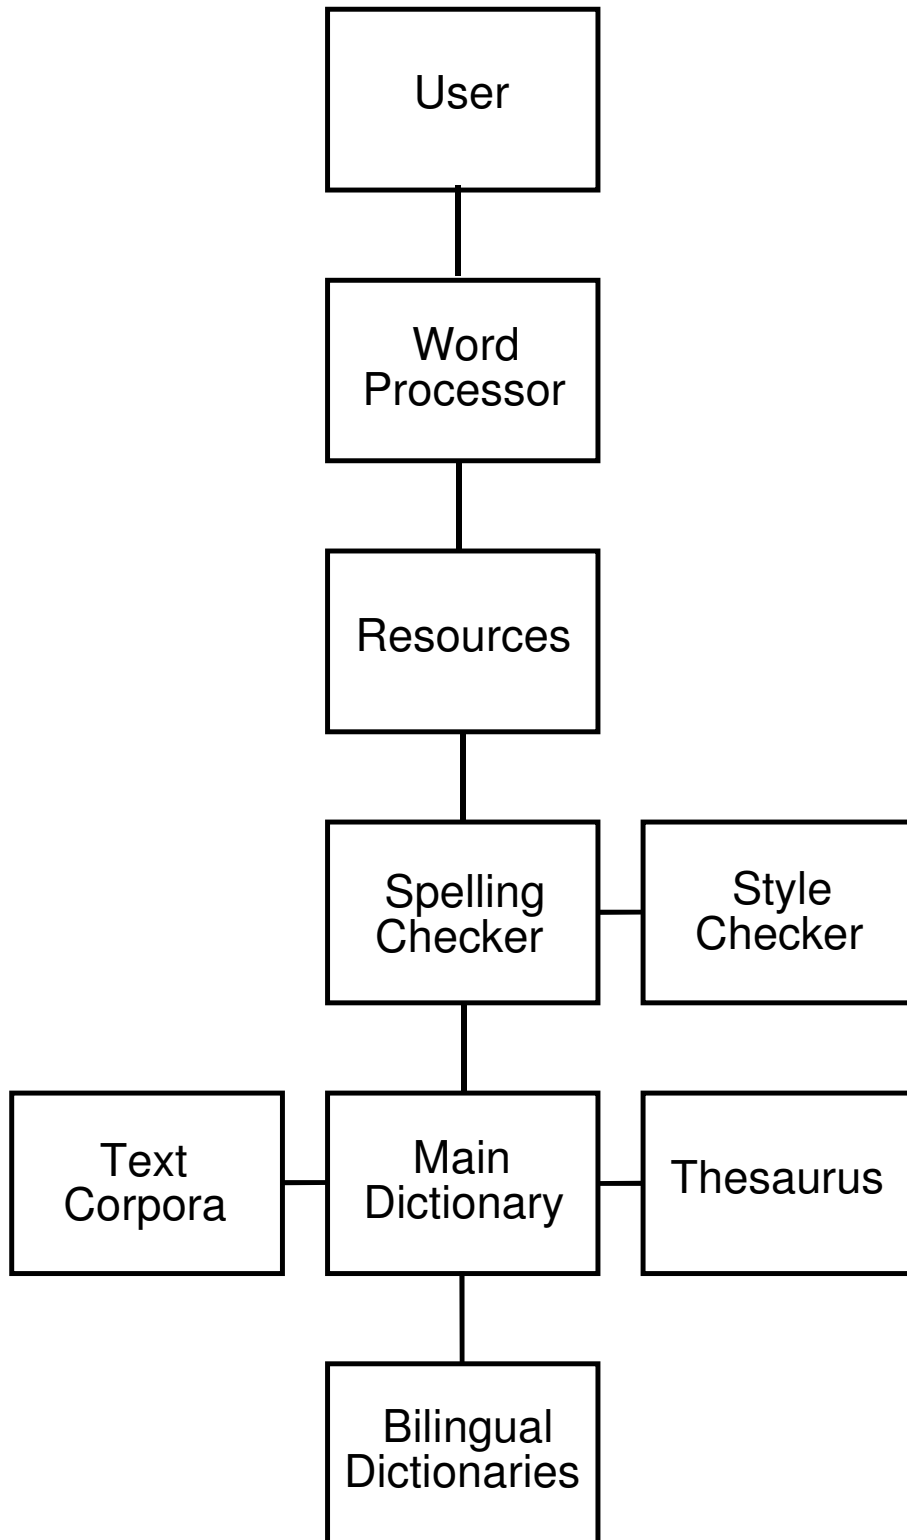 User
Word
Processor
Resources
Spelling
Checker
Style
Checker
Text
Corpora
Main
Dictionary
Thesaurus
Bilingual
Dictionaries